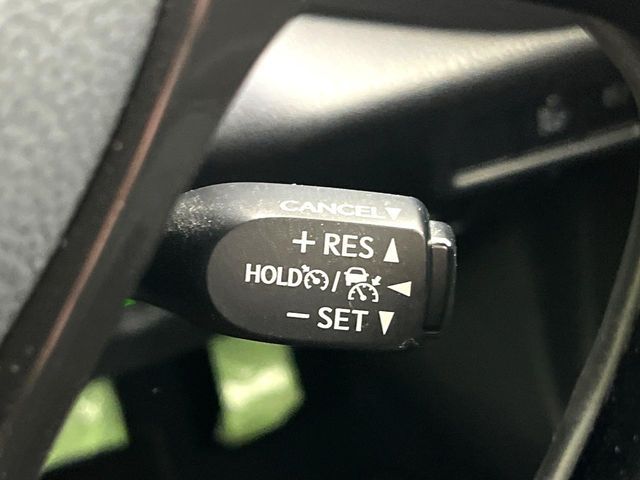 CANCEL▼
+ RES ▲
HOLD / ◀
− SET ▼